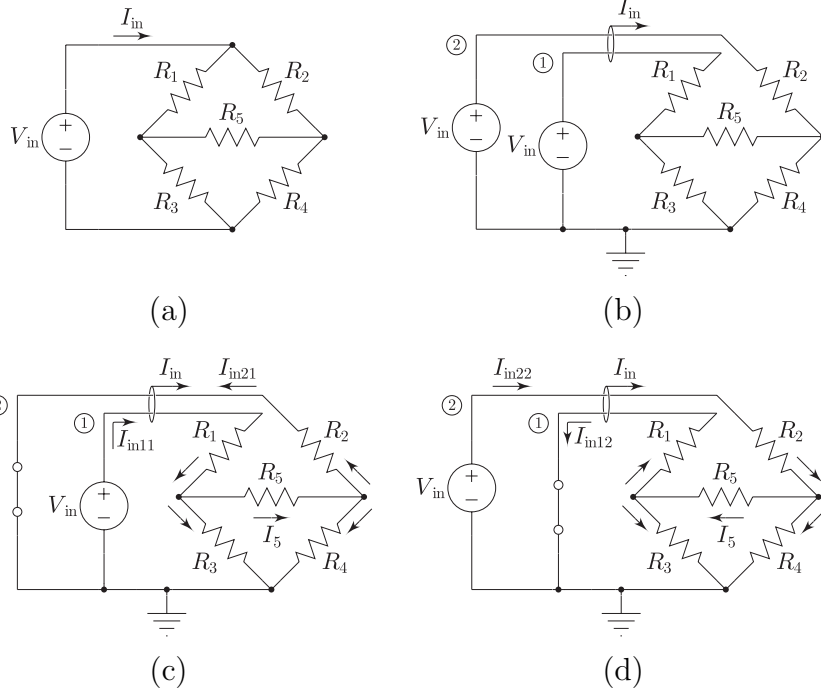 I_in
R_1 R_2
V_in + − R_5
R_3 R_4
(a)
I_in
2
1
R_1 R_2
V_in + − V_in + − R_5
R_3 R_4
(b)
I_in I_in21
1
I_in11
R_1 R_2
V_in + − R_5
I_5
R_3 R_4
(c)
I_in22 I_in
2 1
I_in12
R_1 R_2
V_in + − R_5
I_5
R_3 R_4
(d)